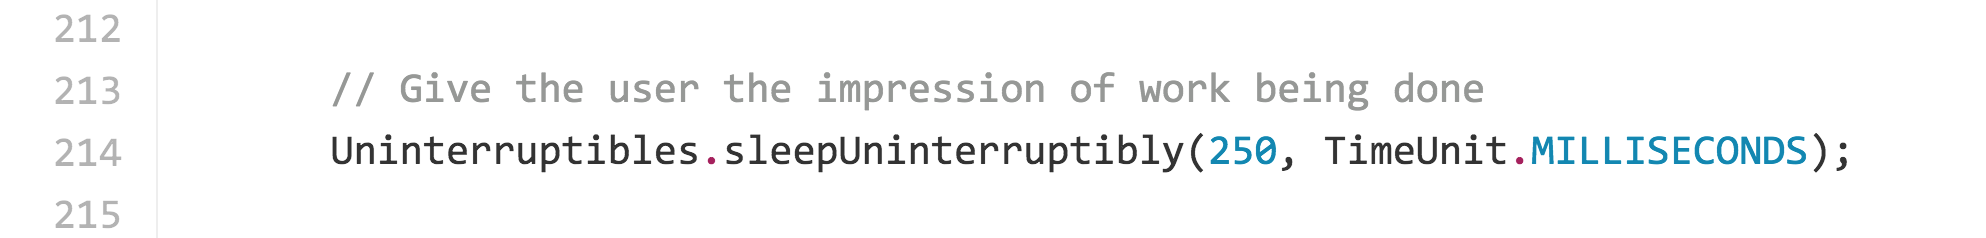 212
213 // Give the user the impression of work being done
214 Uninterruptibles.sleepUninterruptibly(250, TimeUnit.MILLISECONDS);
215